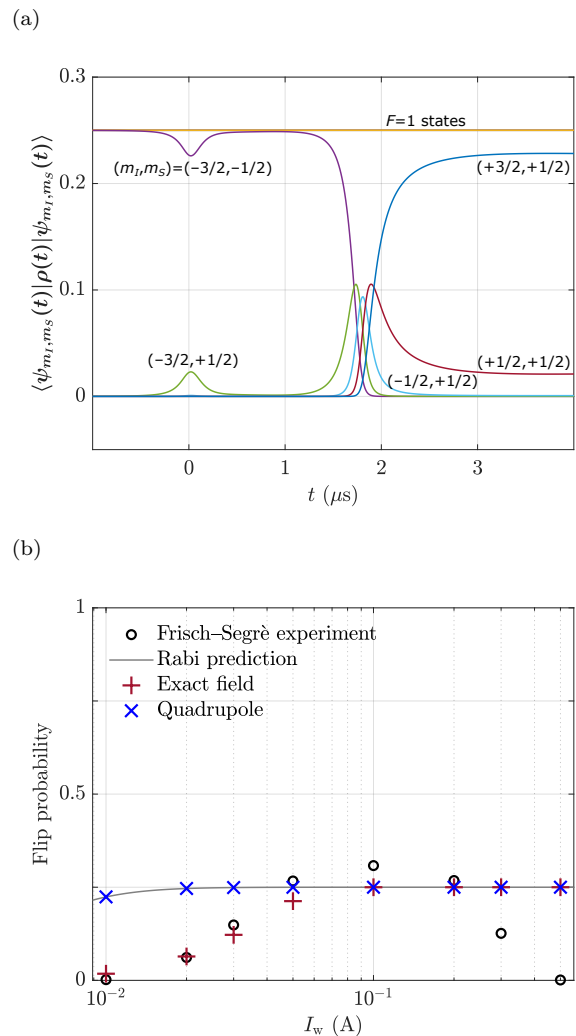 (a)
0.3
0.2
0.1
0
⟨ψ_{m_I,m_S}(t)|ρ(t)|ψ_{m_I,m_S}(t)⟩
F=1 states
(m_I,m_S)=(−3/2,−1/2)
(+3/2,+1/2)
(−3/2,+1/2)
(+1/2,+1/2)
(−1/2,+1/2)
0 1 2 3
t (μs)
(b)
1
0.5
0
Flip probability
Frisch–Segrè experiment
Rabi prediction
Exact field
Quadrupole
10⁻² 10⁻¹
I_w (A)